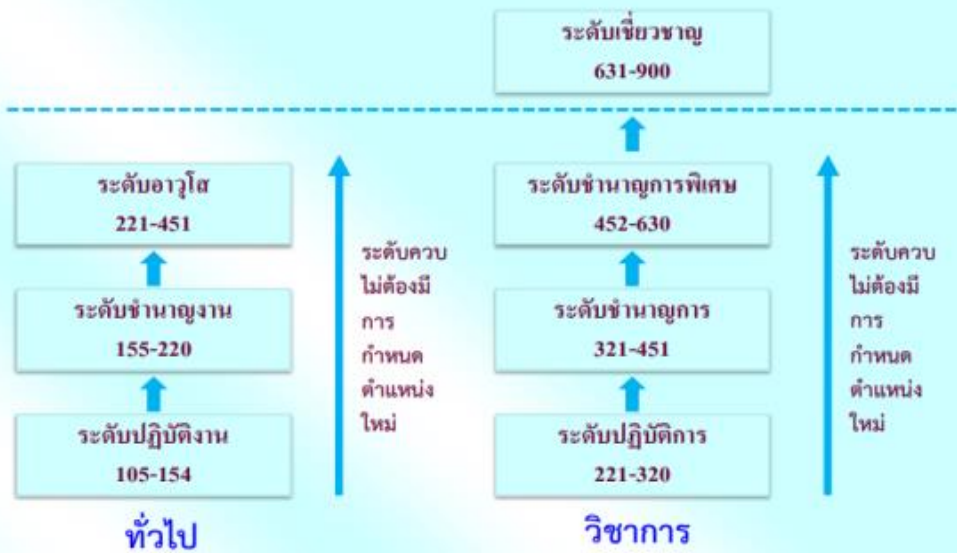 ระดับเชี่ยวชาญ
631-900
ระดับอาวุโส
221-451
ระดับชำนาญงาน
155-220
ระดับปฏิบัติงาน
105-154
ทั่วไป
ระดับควบ
ไม่ต้องมี
การ
กำหนด
ตำแหน่ง
ใหม่
ระดับชำนาญการพิเศษ
452-630
ระดับชำนาญการ
321-451
ระดับปฏิบัติการ
221-320
วิชาการ
ระดับควบ
ไม่ต้องมี
การ
กำหนด
ตำแหน่ง
ใหม่